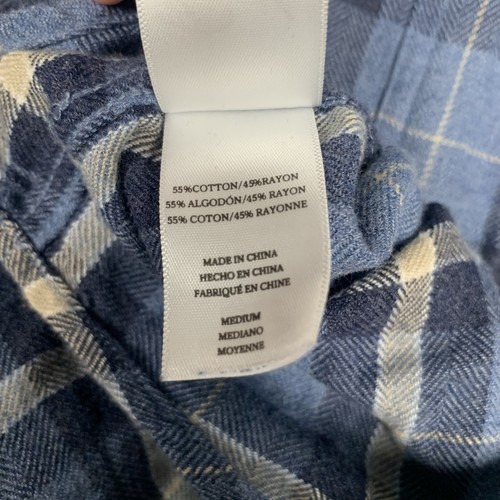 55%COTTON/45%RAYON
55% ALGODÓN/45% RAYON
55% COTON/45% RAYONNE
MADE IN CHINA
HECHO EN CHINA
FABRIQUÉ EN CHINE
MEDIUM
MEDIANO
MOYENNE